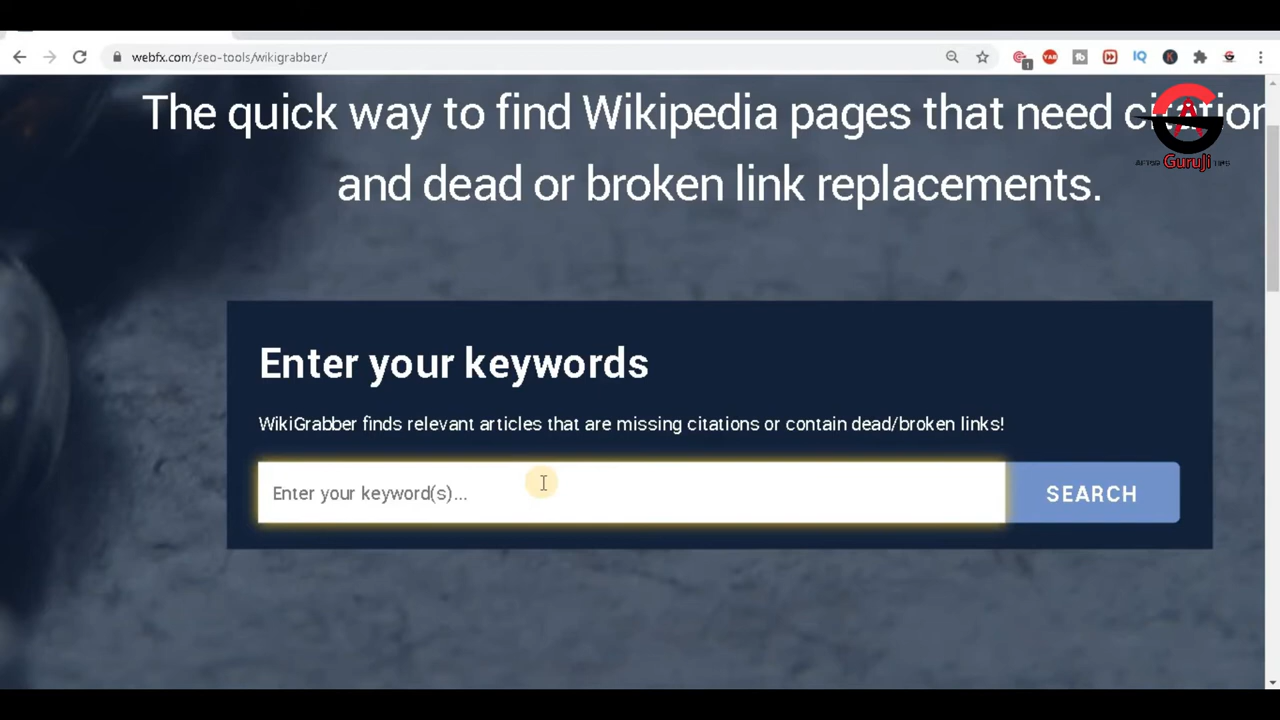 webfx.com/seo-tools/wikigrabber/
The quick way to find Wikipedia pages that need citation
and dead or broken link replacements.
GuruJi
Enter your keywords
WikiGrabber finds relevant articles that are missing citations or contain dead/broken links!
Enter your keyword(s)...
SEARCH